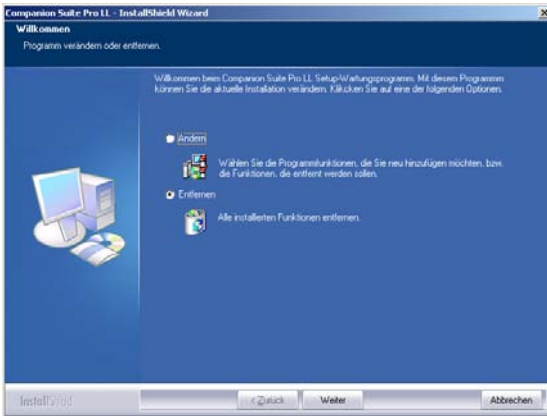 Companion Suite Pro LL - InstallShield Wizard
Willkommen
Programm verändern oder entfernen.
Willkommen beim Companion Suite Pro LL Setup-Wartungsprogramm. Mit diesem Programm
können Sie die aktuelle Installation verändern. Klicken Sie auf eine der folgenden Optionen.
Ändern
Wählen Sie die Programmfunktionen, die Sie neu hinzufügen möchten, bzw.
die Funktionen, die entfernt werden sollen.
Entfernen
Alle installierten Funktionen entfernen.
InstallShield
< Zurück
Weiter
Abbrechen